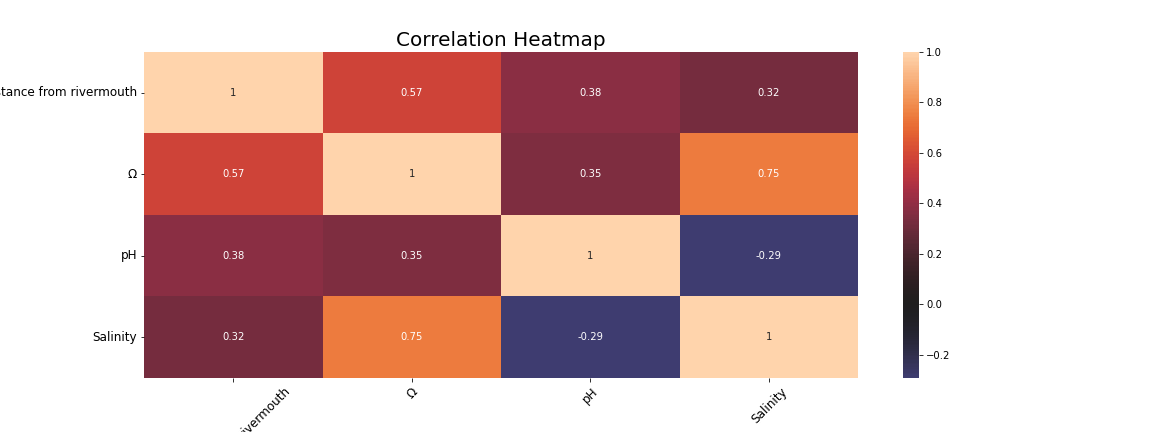 Correlation Heatmap
stance from rivermouth 1 0.57 0.38 0.32
Ω 0.57 1 0.35 0.75
pH 0.38 0.35 1 -0.29
Salinity 0.32 0.75 -0.29 1
ivermouth Ω pH Salinity
1.0
0.8
0.6
0.4
0.2
0.0
−0.2